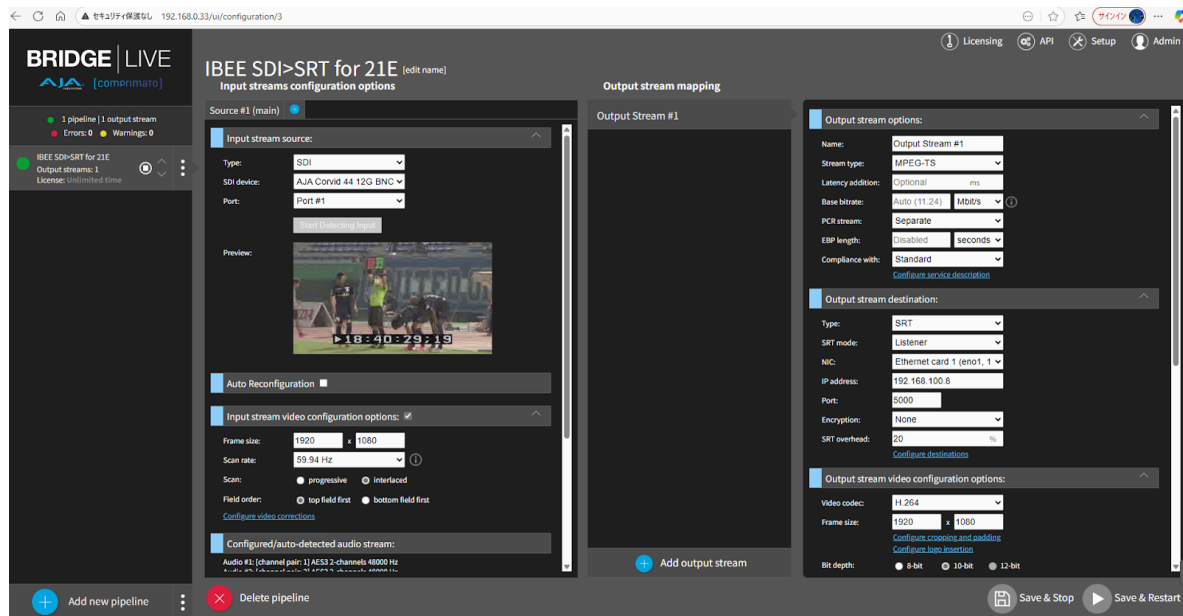 セキュリティ保護なし 192.168.0.33/ui/configuration/3
サインイン
BRIDGE LIVE
AJA [comprimato]
1 pipeline | 1 output stream
Errors: 0 Warnings: 0
IBEE SDI>SRT for 21E
Output streams: 1
License: Unlimited time
Add new pipeline
Licensing API Setup Admin
IBEE SDI>SRT for 21E [edit name]
Input streams configuration options
Source #1 (main)
Input stream source:
Type: SDI
SDI device: AJA Corvid 44 12G BNC
Port: Port #1
Start Detecting Input
Preview:
18:40:29;19
Auto Reconfiguration
Input stream video configuration options:
Frame size: 1920 x 1080
Scan rate: 59.94 Hz
Scan: progressive interlaced
Field order: top field first bottom field first
Configure video corrections
Configured/auto-detected audio stream:
Audio #1: [channel pair: 1] AES3 2-channels 48000 Hz
Audio #2: [channel pair: 2] AES3 2-channels 48000 Hz
Delete pipeline
Output stream mapping
Output Stream #1
Add output stream
Output stream options:
Name: Output Stream #1
Stream type: MPEG-TS
Latency addition: Optional ms
Base bitrate: Auto (11.24) Mbit/s
PCR stream: Separate
EBP length: Disabled seconds
Compliance with: Standard
Configure service description
Output stream destination:
Type: SRT
SRT mode: Listener
NIC: Ethernet card 1 (eno1, 1
IP address: 192.168.100.8
Port: 5000
Encryption: None
SRT overhead: 20 %
Configure destinations
Output stream video configuration options:
Video codec: H.264
Frame size: 1920 x 1080
Configure cropping and padding
Configure logo insertion
Bit depth: 8-bit 10-bit 12-bit
Save & Stop Save & Restart